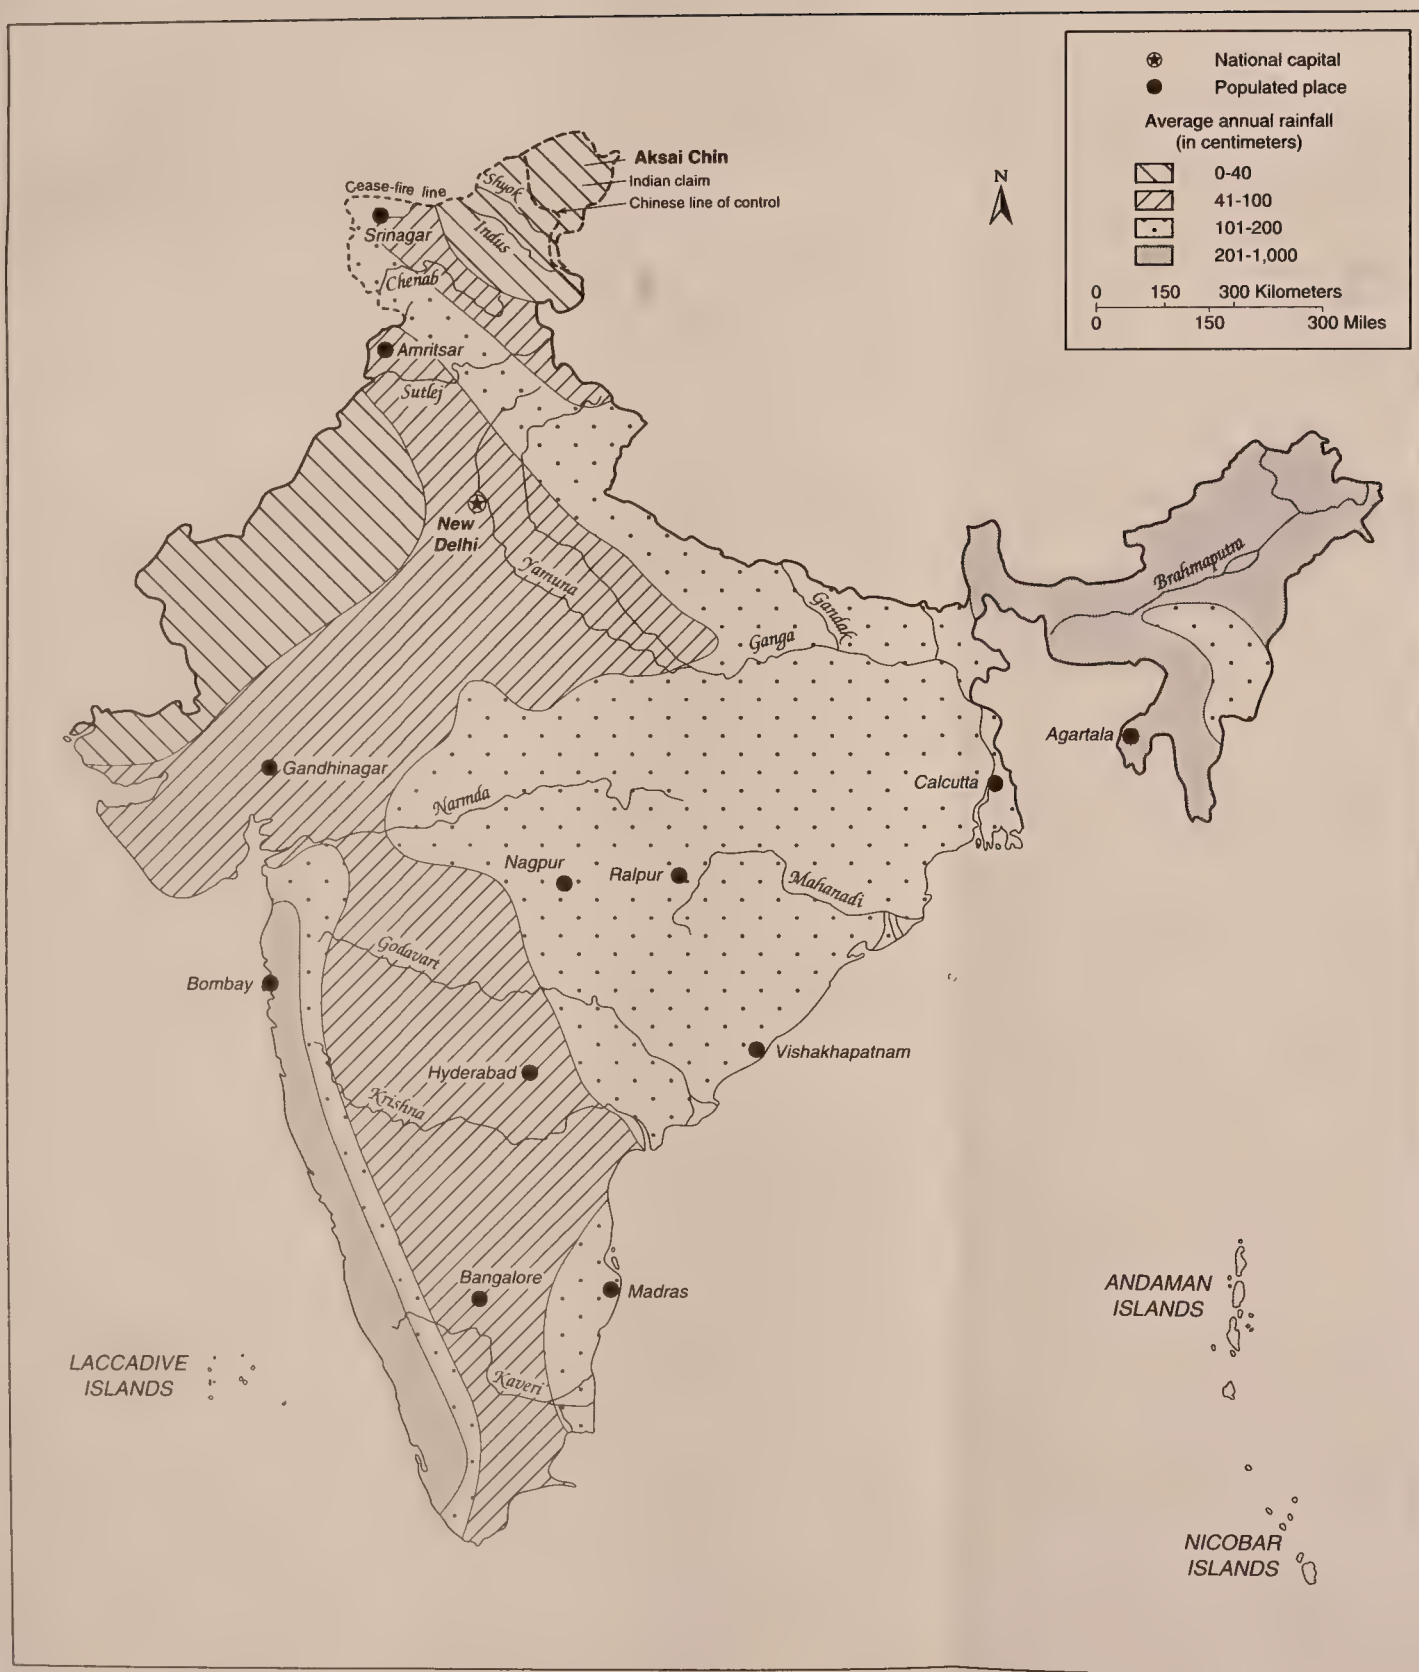 National capital
Populated place
Average annual rainfall
(in centimeters)
0-40
41-100
101-200
201-1,000
0 150 300 Kilometers
0 150 300 Miles
N
Aksai Chin
Indian claim
Chinese line of control
Cease-fire line
Shyok
Srinagar
Indus
Chenab
Amritsar
Sutlej
New
Delhi
Yamuna
Brahmaputra
Gandak
Ganga
Agartala
Gandhinagar
Calcutta
Narmda
Nagpur
Ralpur
Mahanadi
Godavart
Bombay
Vishakhapatnam
Hyderabad
Krishna
Bangalore
Madras
ANDAMAN
ISLANDS
LACCADIVE
ISLANDS
Kaveri
NICOBAR
ISLANDS